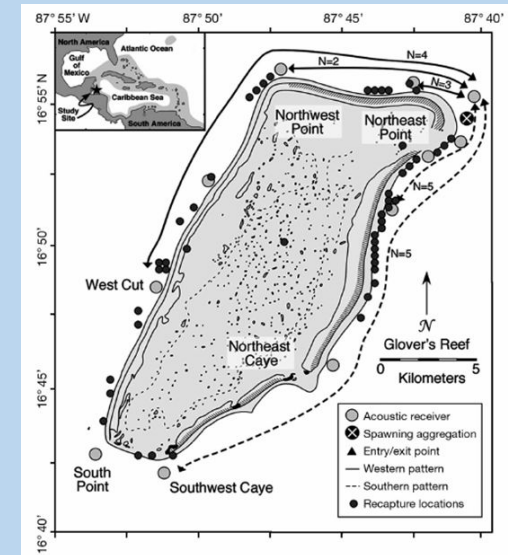 87° 55' W
87° 50'
87° 45'
87° 40'
North America
Atlantic Ocean
Gulf
of
Mexico
Study
Site
Caribbean Sea
South America
N=2
N=4
N=3
16° 55' N
Northwest
Point
Northeast
Point
N=5
16° 50'
N=5
West Cut
N
Glover's Reef
Northeast
Caye
0 5
Kilometers
16° 45'
Acoustic receiver
Spawning aggregation
Entry/exit point
Western pattern
Southern pattern
Recapture locations
South
Point
Southwest Caye
16° 40'